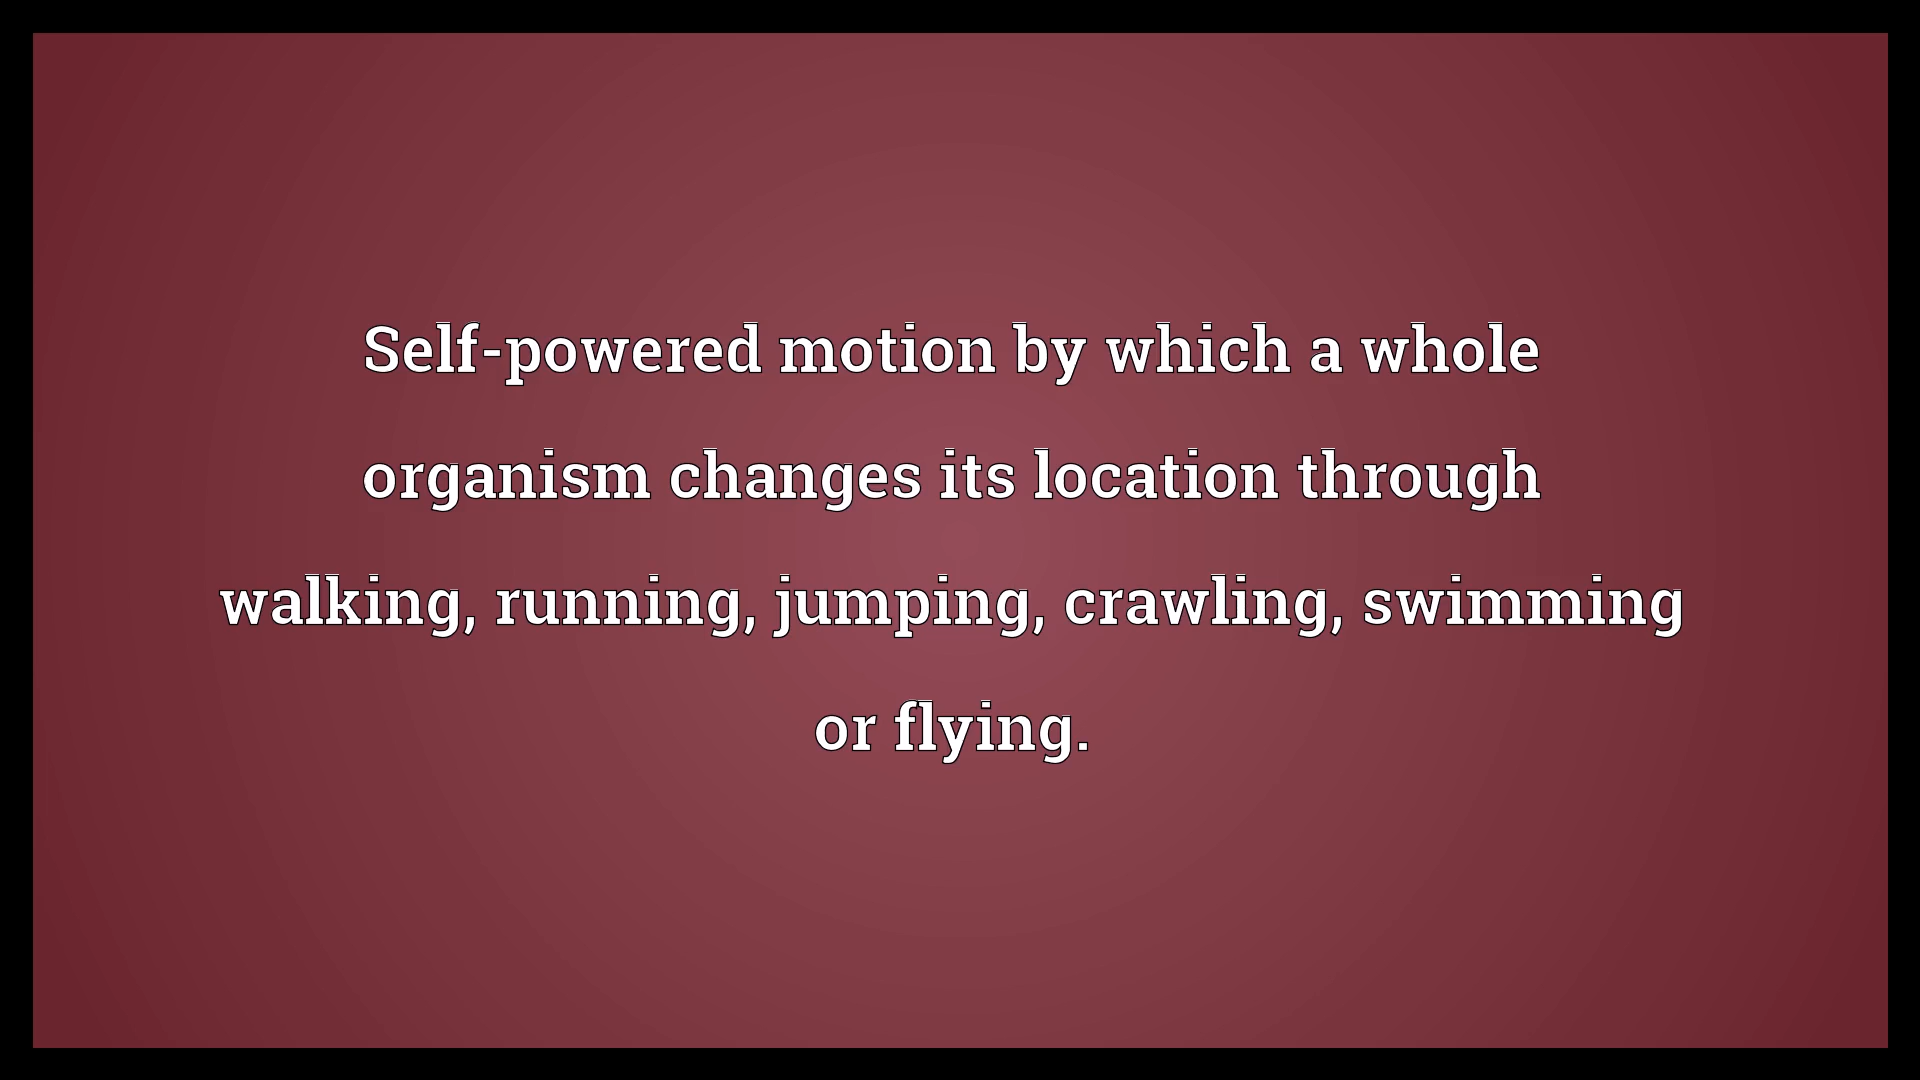 Self-powered motion by which a whole
organism changes its location through
walking, running, jumping, crawling, swimming
or flying.